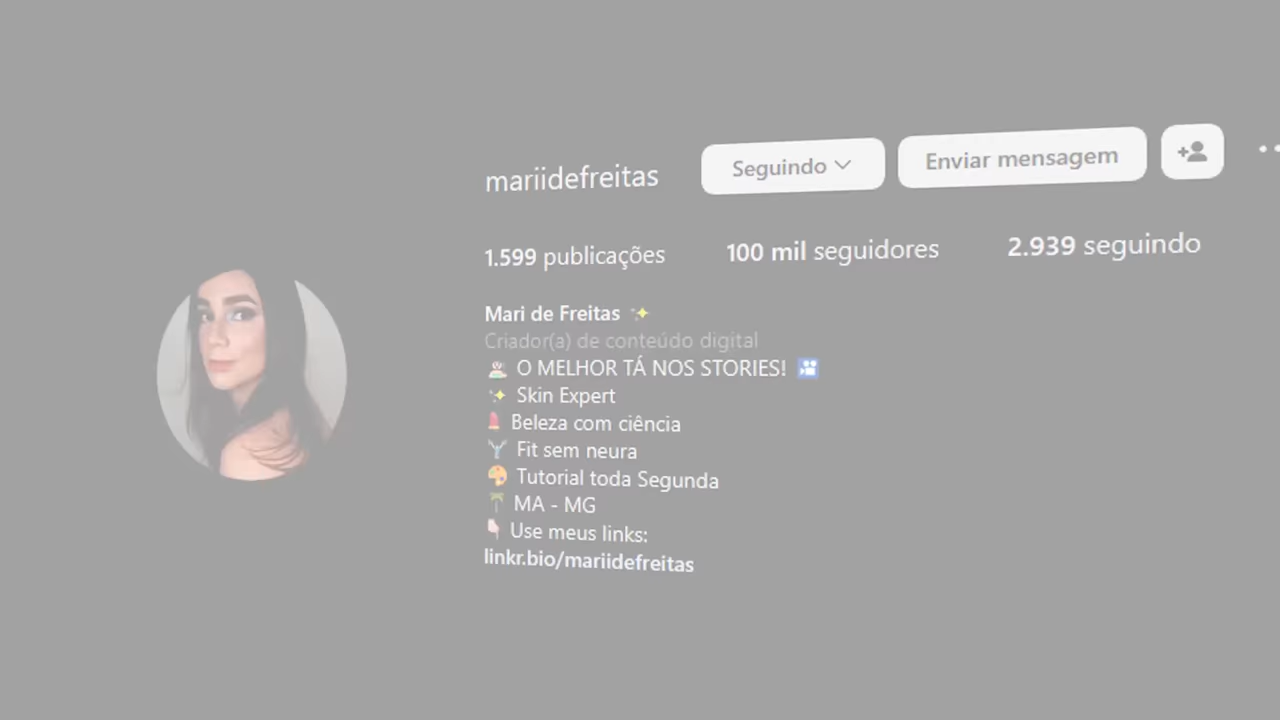 mariidefreitas Seguindo Enviar mensagem
1.599 publicações 100 mil seguidores 2.939 seguindo
Mari de Freitas ✨
Criador(a) de conteúdo digital
O MELHOR TÁ NOS STORIES! 🎦
✨ Skin Expert
💄 Beleza com ciência
Fit sem neura
🎨 Tutorial toda Segunda
🌴 MA - MG
👇🏻 Use meus links:
linkr.bio/mariidefreitas